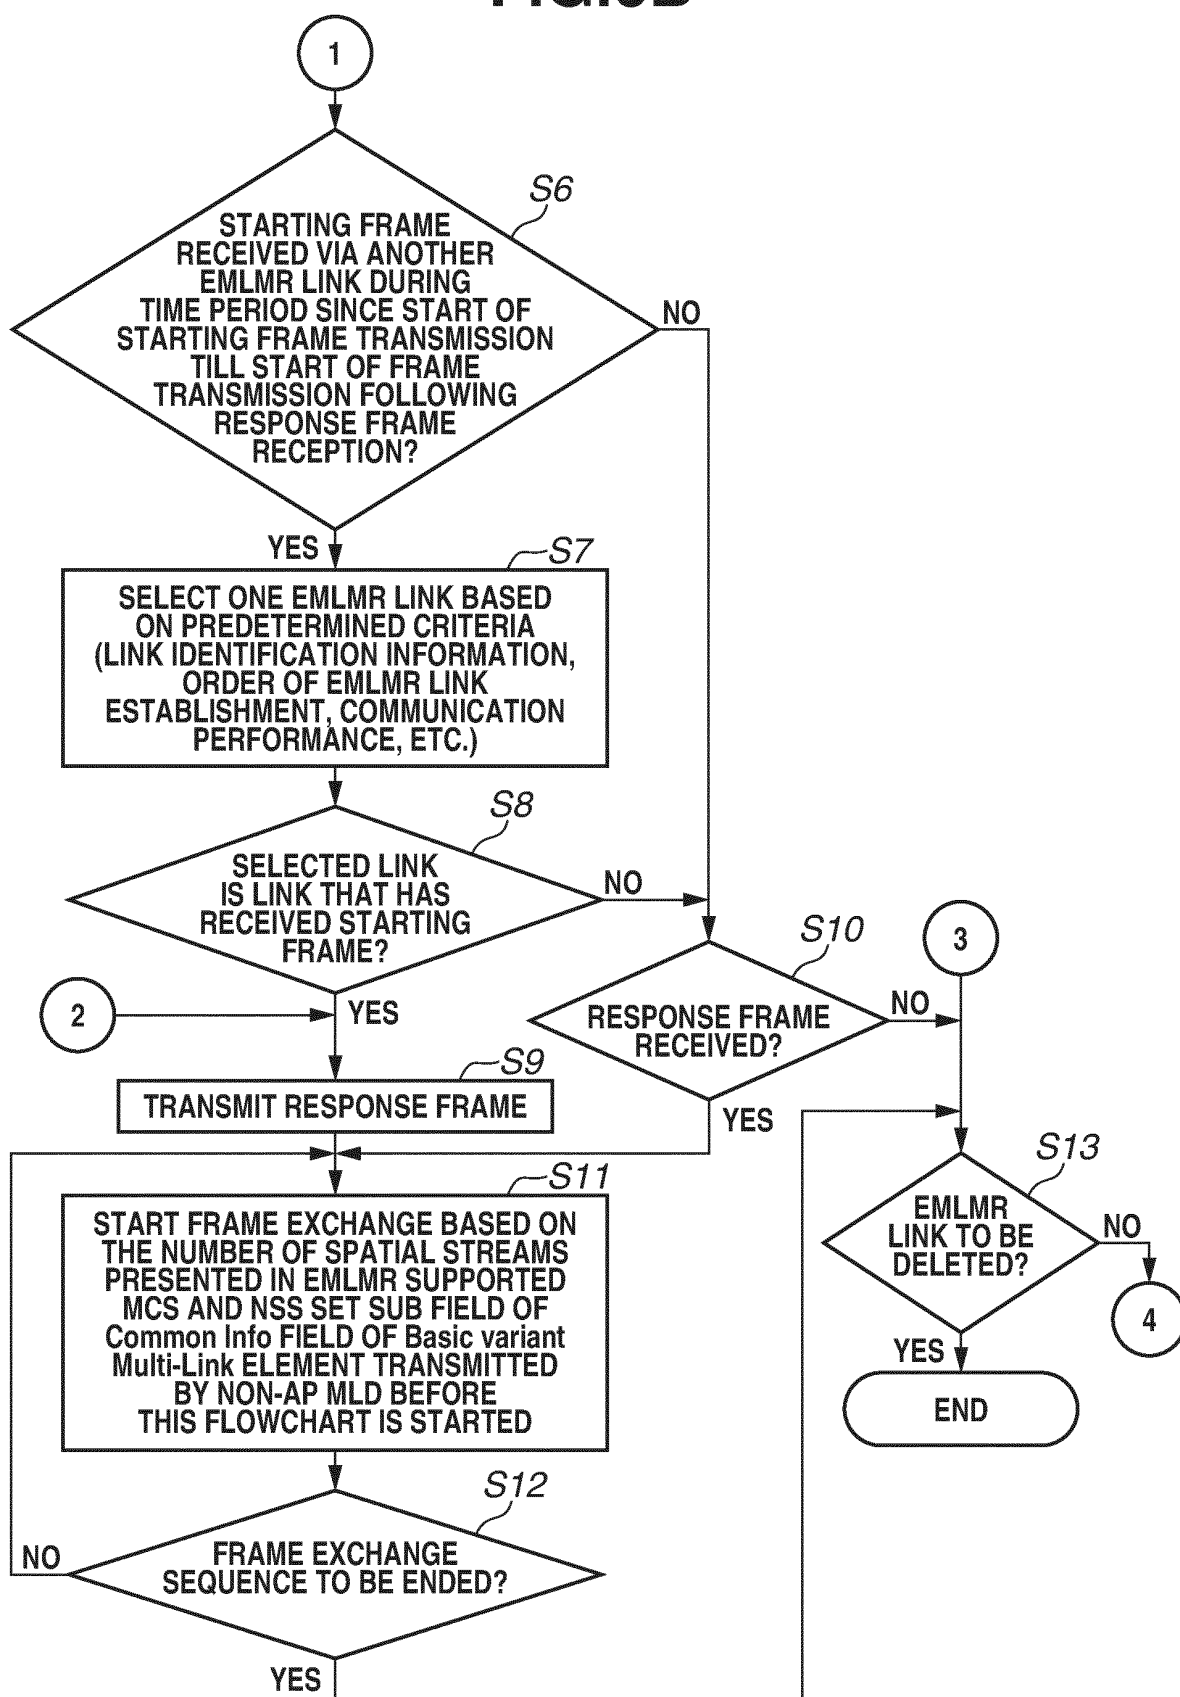 1
S6
STARTING FRAME
RECEIVED VIA ANOTHER
EMLMR LINK DURING
TIME PERIOD SINCE START OF
STARTING FRAME TRANSMISSION
TILL START OF FRAME
TRANSMISSION FOLLOWING
RESPONSE FRAME
RECEPTION?
NO
YES
S7
SELECT ONE EMLMR LINK BASED
ON PREDETERMINED CRITERIA
(LINK IDENTIFICATION INFORMATION,
ORDER OF EMLMR LINK
ESTABLISHMENT, COMMUNICATION
PERFORMANCE, ETC.)
S8
SELECTED LINK
IS LINK THAT HAS
RECEIVED STARTING
FRAME?
NO
YES
2
S10
RESPONSE FRAME
RECEIVED?
NO
YES
3
S9
TRANSMIT RESPONSE FRAME
S11
START FRAME EXCHANGE BASED ON
THE NUMBER OF SPATIAL STREAMS
PRESENTED IN EMLMR SUPPORTED
MCS AND NSS SET SUB FIELD OF
Common Info FIELD OF Basic variant
Multi-Link ELEMENT TRANSMITTED
BY NON-AP MLD BEFORE
THIS FLOWCHART IS STARTED
S13
EMLMR
LINK TO BE
DELETED?
NO
4
YES
END
S12
FRAME EXCHANGE
SEQUENCE TO BE ENDED?
NO
YES